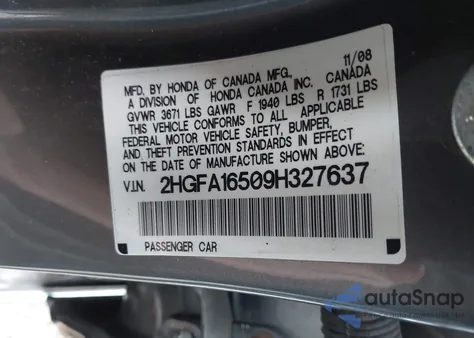 11/08
MFD. BY HONDA OF CANADA MFG.,
A DIVISION OF HONDA CANADA INC. CANADA
GVWR 3671 LBS GAWR F 1940 LBS R 1731 LBS
THIS VEHICLE CONFORMS TO ALL APPLICABLE
FEDERAL MOTOR VEHICLE SAFETY, BUMPER,
AND THEFT PREVENTION STANDARDS IN EFFECT
ON THE DATE OF MANUFACTURE SHOWN ABOVE:
V.I.N. 2HGFA16509H327637
PASSENGER CAR
autoSnap